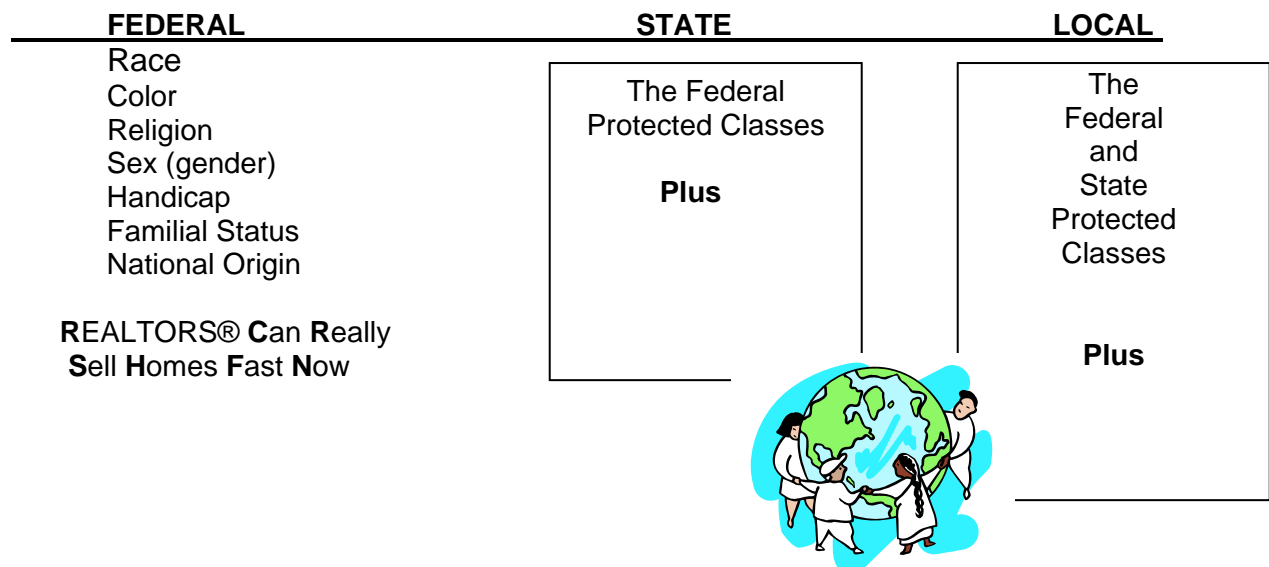 FEDERAL STATE LOCAL
Race
Color
Religion
Sex (gender)
Handicap
Familial Status
National Origin
REALTORS® Can Really
Sell Homes Fast Now
The Federal
Protected Classes
Plus
The
Federal
and
State
Protected
Classes
Plus